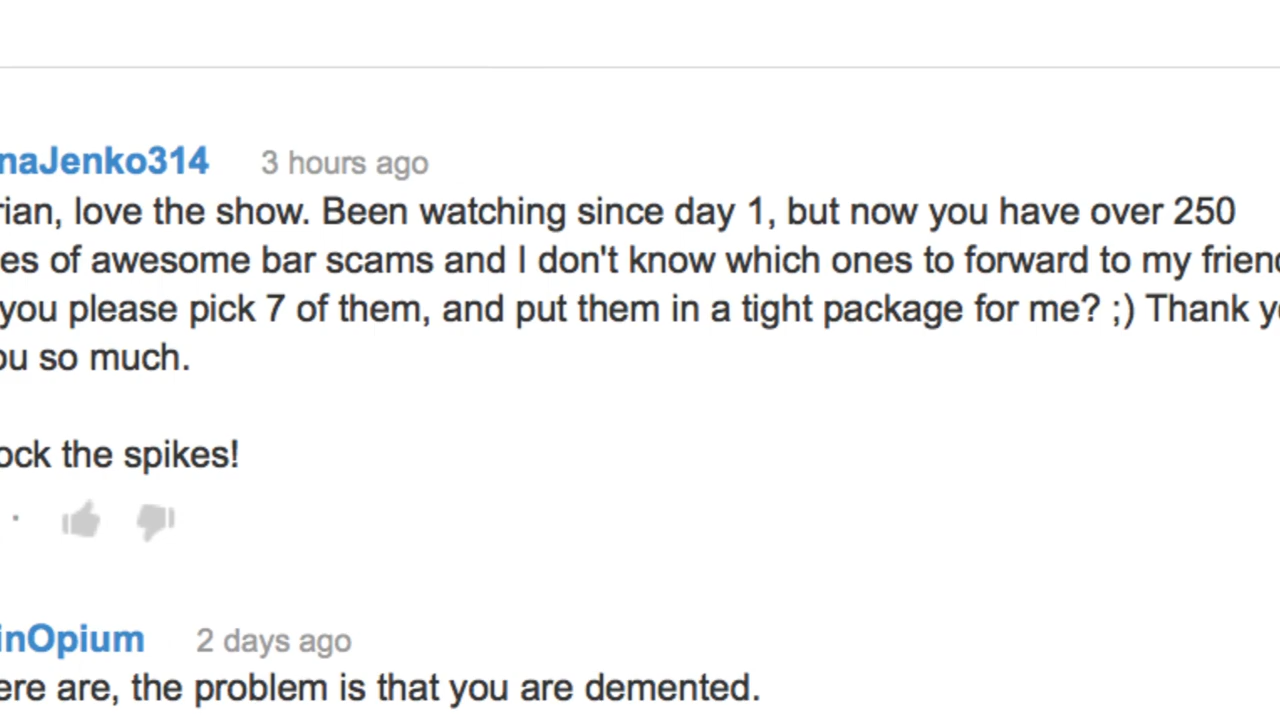 naJenko314 3 hours ago
rian, love the show. Been watching since day 1, but now you have over 250
es of awesome bar scams and I don't know which ones to forward to my friend
you please pick 7 of them, and put them in a tight package for me? ;) Thank yo
ou so much.
ock the spikes!
inOpium 2 days ago
ere are, the problem is that you are demented.